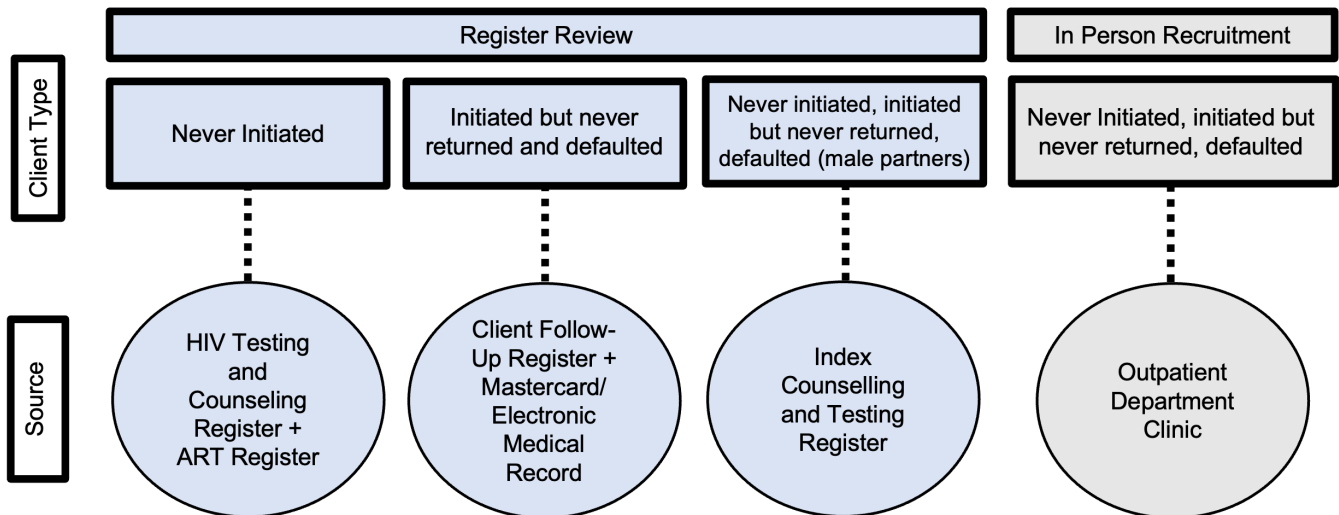 Register Review
In Person Recruitment
Client Type
Never Initiated
Initiated but never
returned and defaulted
Never initiated, initiated
but never returned,
defaulted (male partners)
Never Initiated, initiated but
never returned, defaulted
Source
HIV Testing
and
Counseling
Register +
ART Register
Client Follow-
Up Register +
Mastercard/
Electronic
Medical
Record
Index
Counselling
and Testing
Register
Outpatient
Department
Clinic